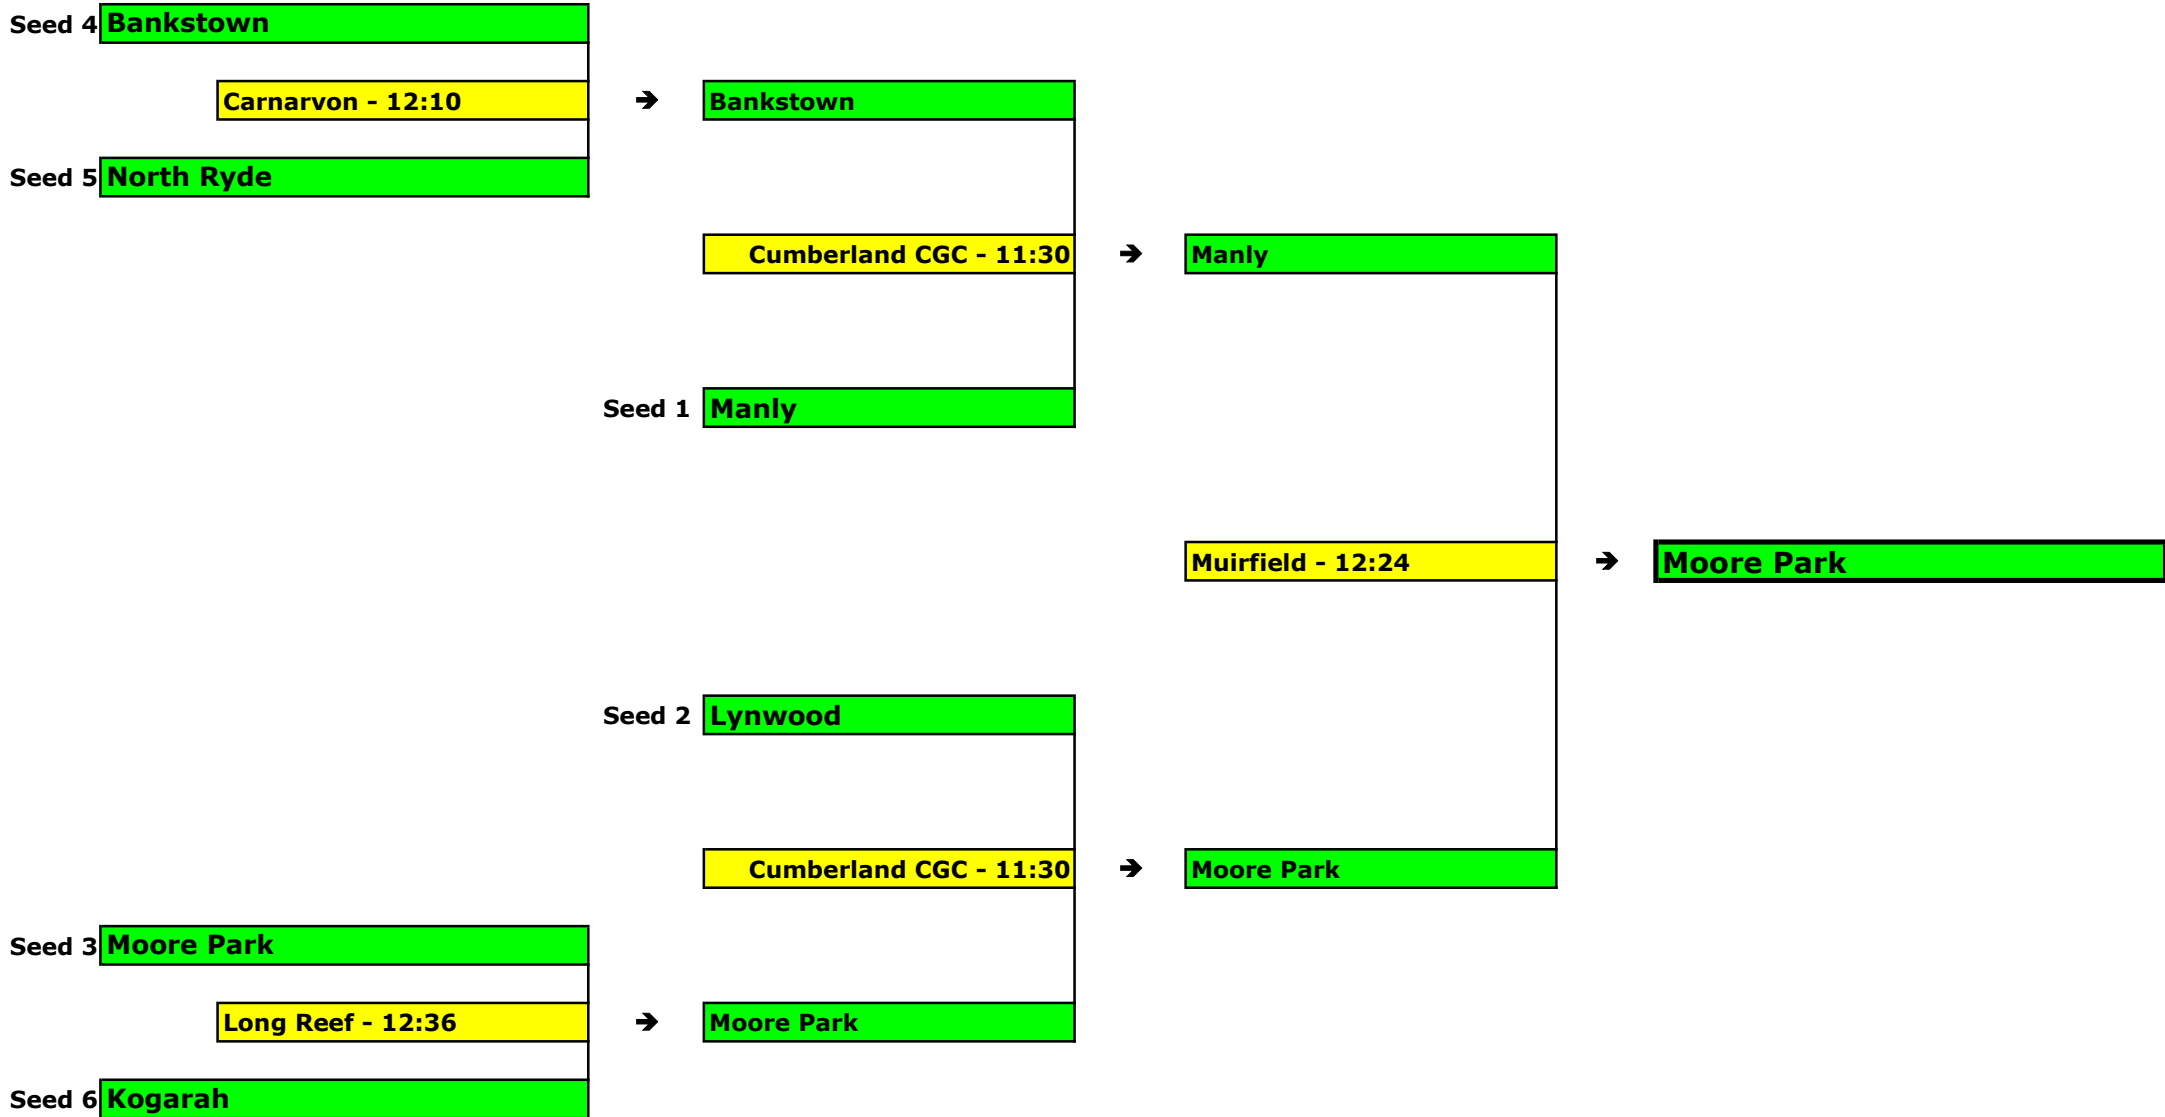 Seed 4 Bankstown
Carnarvon - 12:10 ➔ Bankstown
Seed 5 North Ryde
Cumberland CGC - 11:30 ➔ Manly
Seed 1 Manly
Muirfield - 12:24 ➔ Moore Park
Seed 2 Lynwood
Cumberland CGC - 11:30 ➔ Moore Park
Seed 3 Moore Park
Long Reef - 12:36 ➔ Moore Park
Seed 6 Kogarah